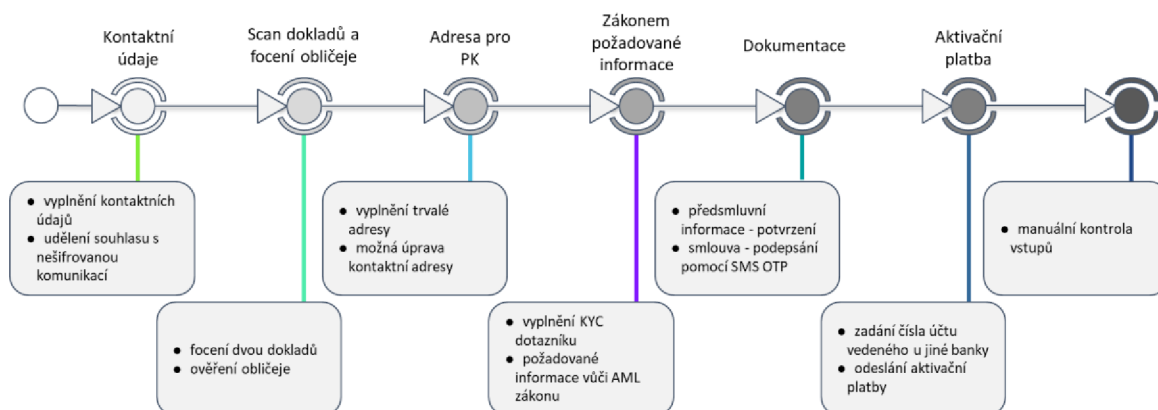 Kontaktní
údaje
Scan dokladů a
focení obličeje
Adresa pro
PK
Zákonem
požadované
informace
Dokumentace
Aktivační
platba
● vyplnění kontaktních
údajů
● udělení souhlasu s
nešifrovanou
komunikací
● focení dvou dokladů
● ověření obličeje
● vyplnění trvalé
adresy
● možná úprava
kontaktní adresy
● vyplnění KYC
dotazníku
● požadované
informace vůči AML
zákonu
● předsmluvní
informace - potvrzení
● smlouva - podepsání
pomocí SMS OTP
● zadání čísla účtu
vedeného u jiné banky
● odeslání aktivační
platby
● manuální kontrola
vstupů